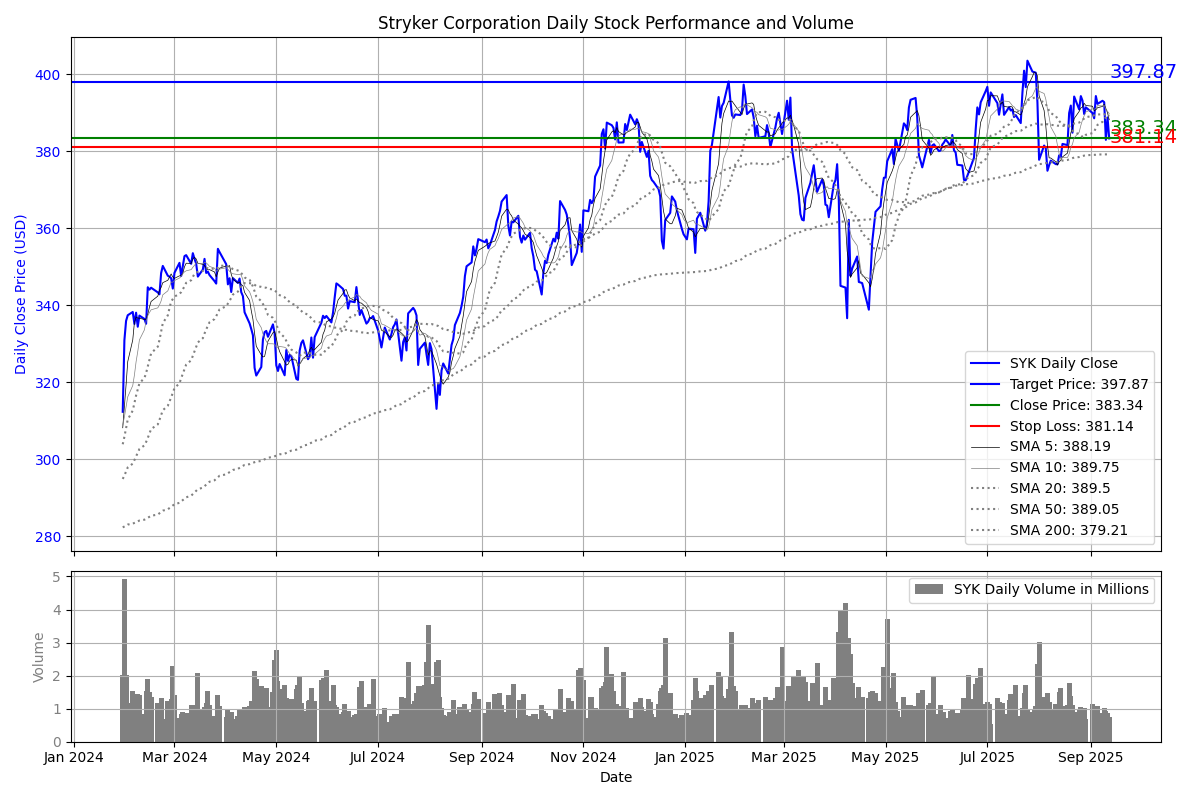 Stryker Corporation Daily Stock Performance and Volume
Daily Close Price (USD)
400
380
360
340
320
300
280
397.87
383.34
381.14
SYK Daily Close
Target Price: 397.87
Close Price: 383.34
Stop Loss: 381.14
SMA 5: 388.19
SMA 10: 389.75
SMA 20: 389.5
SMA 50: 389.05
SMA 200: 379.21
Volume
5
4
3
2
1
0
SYK Daily Volume in Millions
Jan 2024 Mar 2024 May 2024 Jul 2024 Sep 2024 Nov 2024 Jan 2025 Mar 2025 May 2025 Jul 2025 Sep 2025
Date